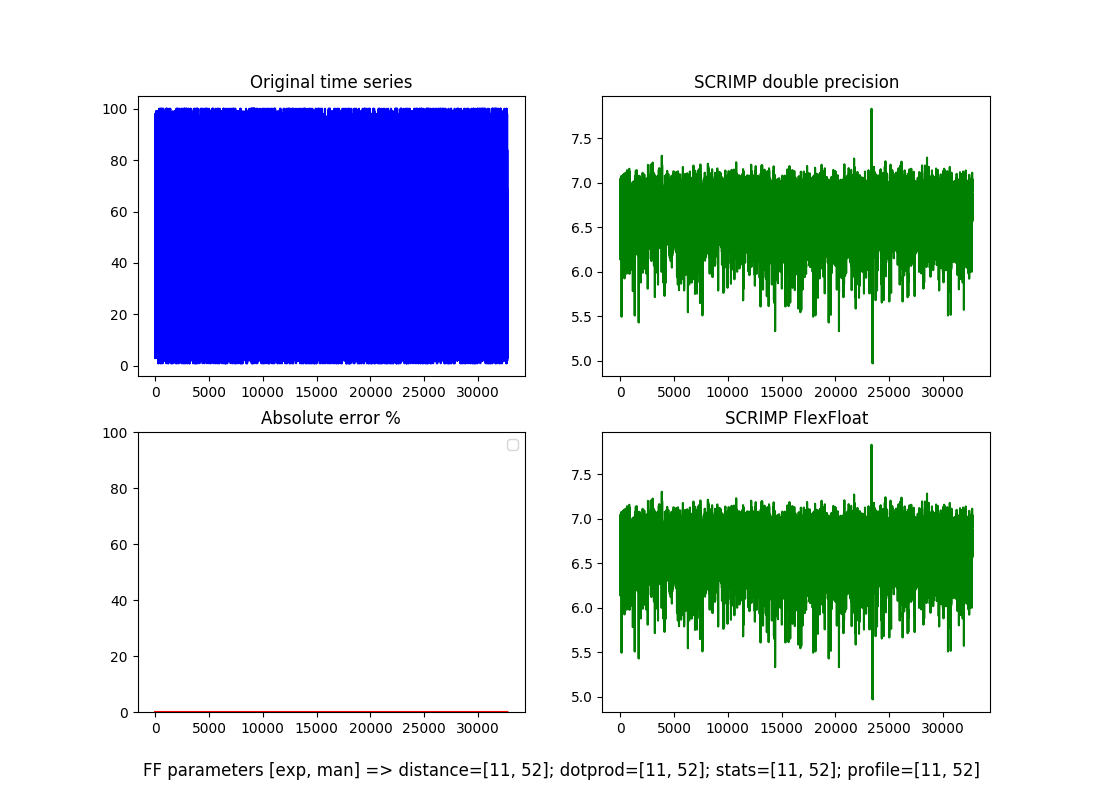 Original time series
100
80
60
40
20
0
0 5000 10000 15000 20000 25000 30000
SCRIMP double precision
7.5
7.0
6.5
6.0
5.5
5.0
0 5000 10000 15000 20000 25000 30000
Absolute error %
100
80
60
40
20
0
0 5000 10000 15000 20000 25000 30000
SCRIMP FlexFloat
7.5
7.0
6.5
6.0
5.5
5.0
0 5000 10000 15000 20000 25000 30000
FF parameters [exp, man] => distance=[11, 52]; dotprod=[11, 52]; stats=[11, 52]; profile=[11, 52]